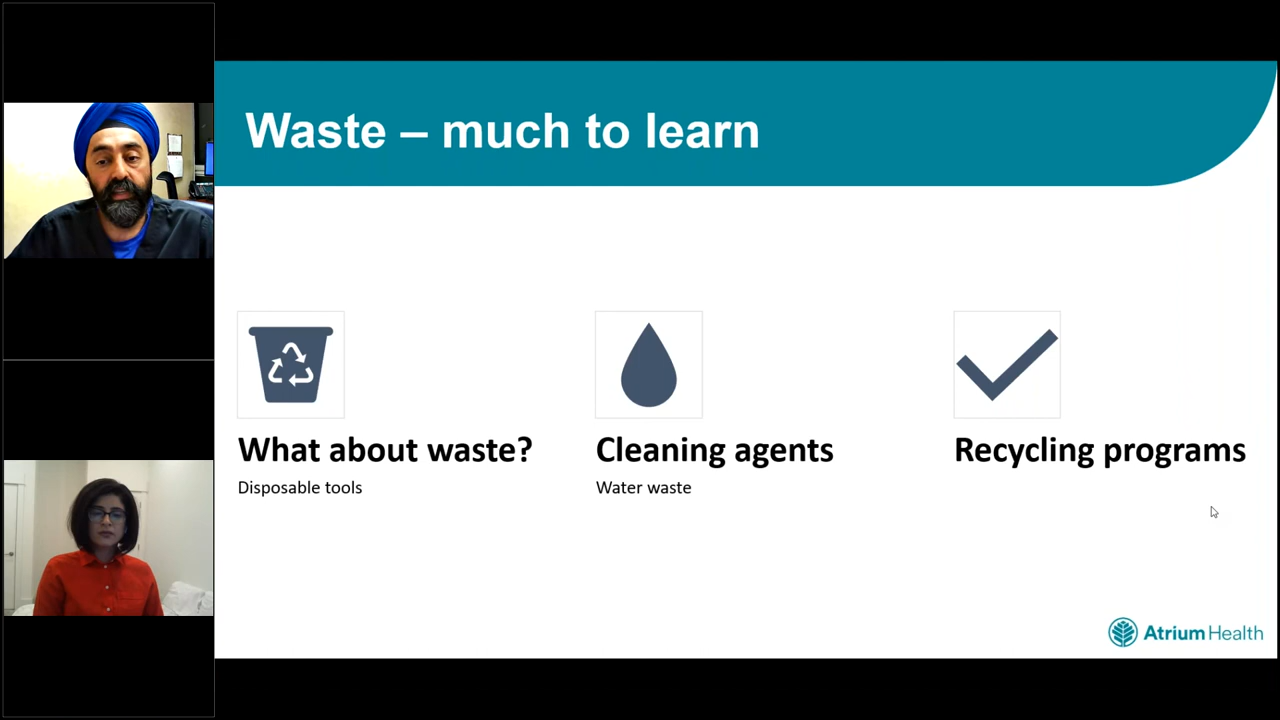 Waste – much to learn
What about waste?
Disposable tools
Cleaning agents
Water waste
Recycling programs
Atrium Health